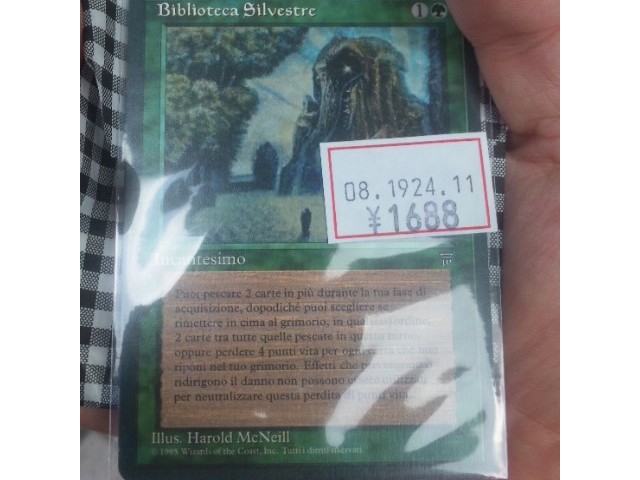 Biblioteca Silvestre 1
08.1924.11
¥1688
Incantesimo
Puoi pescare 2 carte in più durante la tua fase di
acquisizione, dopodiché puoi scegliere se
rimettere in cima al grimorio, in qualsiasi ordine,
2 carte tra tutte quelle pescate in questo turno,
oppure perdere 4 punti vita per ogni carta che non
riponi nel tuo grimorio. Effetti che prevengono o
ridirigono il danno non possono essere utilizzati
per neutralizzare questa perdita di punti vita.
Illus. Harold McNeill
© 1995 Wizards of the Coast, Inc. Tutti i diritti riservati.